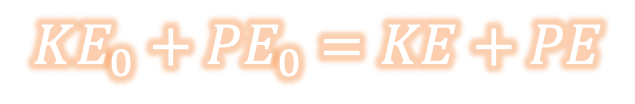 KE₀ + PE₀ = KE + PE